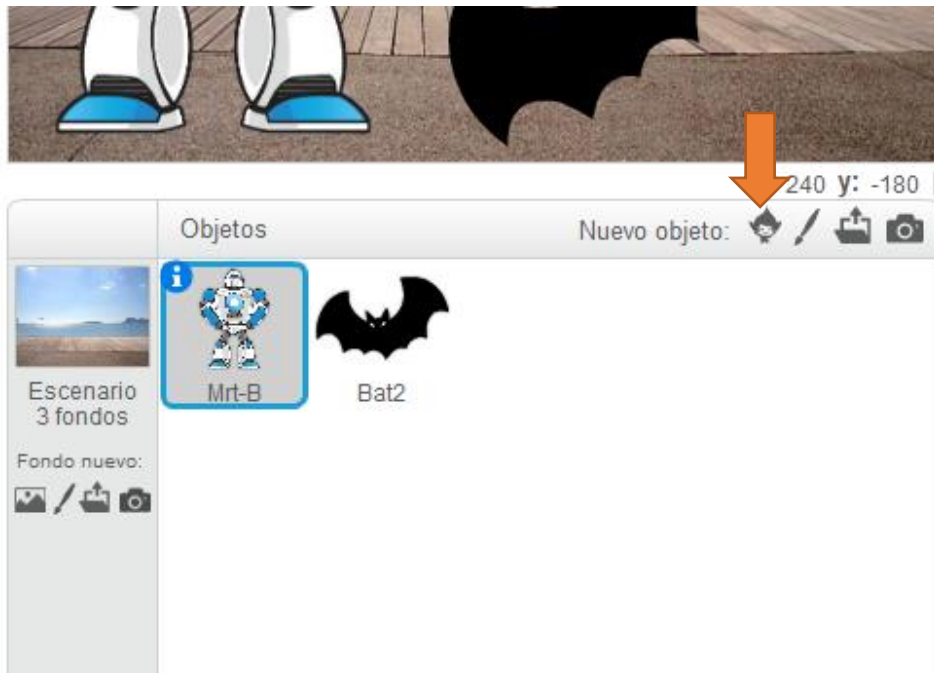 240 y: -180
Objetos
Nuevo objeto:
i
Mrt-B
Bat2
Escenario
3 fondos
Fondo nuevo: